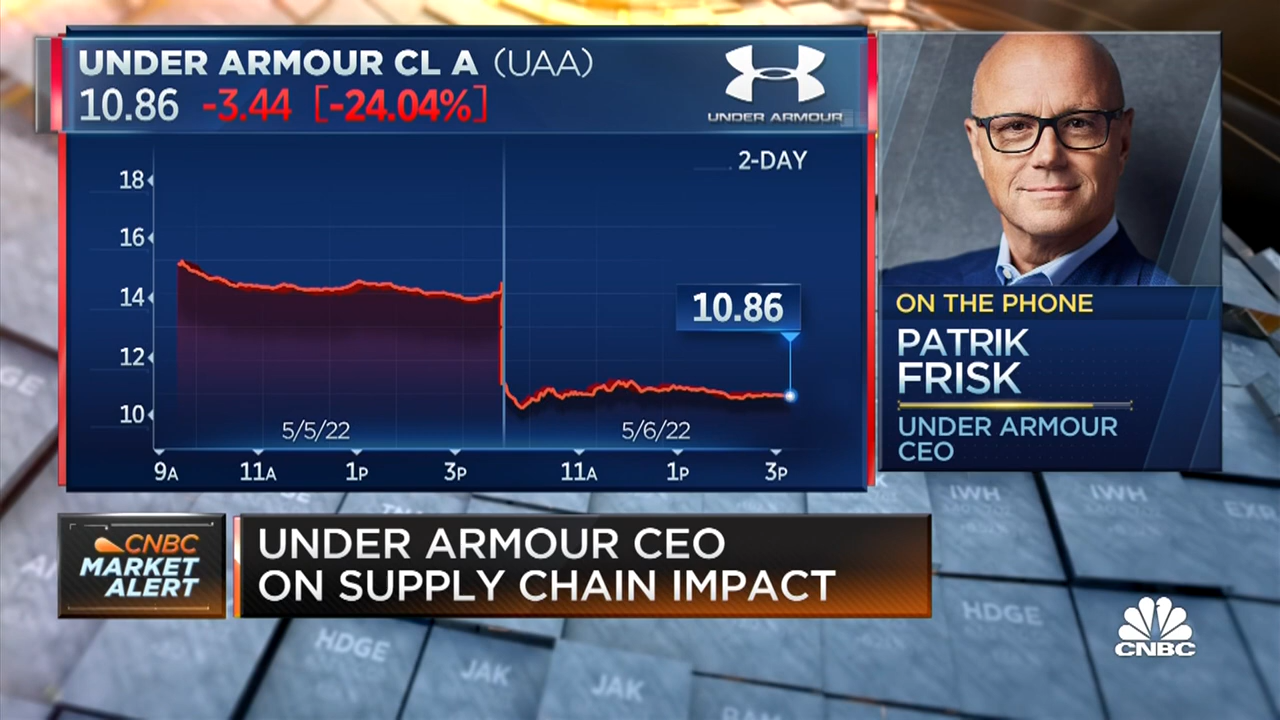 UNDER ARMOUR CL A (UAA)
10.86 -3.44 [-24.04%]
UNDER ARMOUR
2-DAY
18
16
14
12
10
10.86
5/5/22
5/6/22
9A
11A
1P
3P
11A
1P
3P
ON THE PHONE
PATRIK
FRISK
UNDER ARMOUR
CEO
CNBC
MARKET
ALERT
UNDER ARMOUR CEO
ON SUPPLY CHAIN IMPACT
IWH
IWH
EXR
HDGE
HDGE
JAK
JAK
CNBC